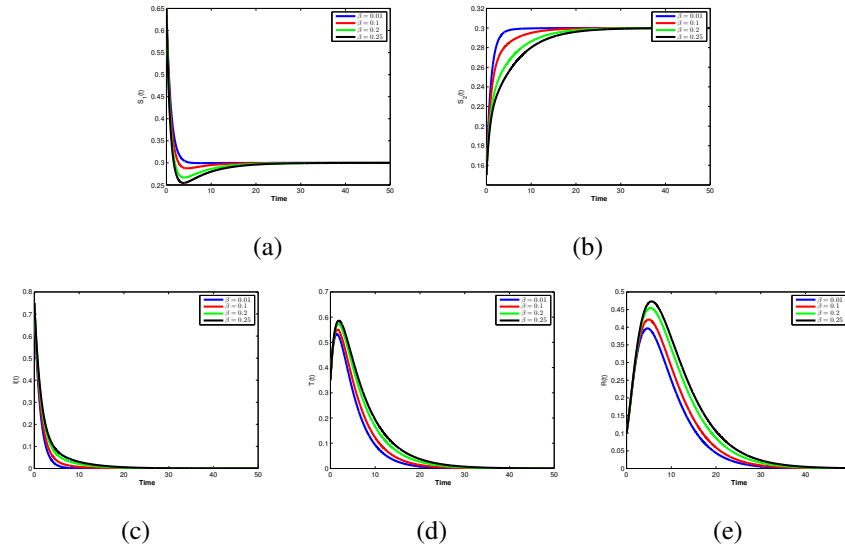 0.65
0.6
0.55
0.5
0.45
0.4
0.35
0.3
0.25
S₁(t)
0 10 20 30 40 50
Time
β = 0.01
β = 0.1
β = 0.2
β = 0.25
(a)
0.32
0.3
0.28
0.26
0.24
0.22
0.2
0.18
0.16
S₂(t)
0 10 20 30 40 50
Time
β = 0.01
β = 0.1
β = 0.2
β = 0.25
(b)
0.8
0.7
0.6
0.5
0.4
0.3
0.2
0.1
0
I(t)
0 10 20 30 40 50
Time
β = 0.01
β = 0.1
β = 0.2
β = 0.25
(c)
0.7
0.6
0.5
0.4
0.3
0.2
0.1
0
T (t)
0 10 20 30 40 50
Time
β = 0.01
β = 0.1
β = 0.2
β = 0.25
(d)
0.5
0.45
0.4
0.35
0.3
0.25
0.2
0.15
0.1
0.05
0
R(t)
0 10 20 30 40
Time
β = 0.01
β = 0.1
β = 0.2
β = 0.25
(e)